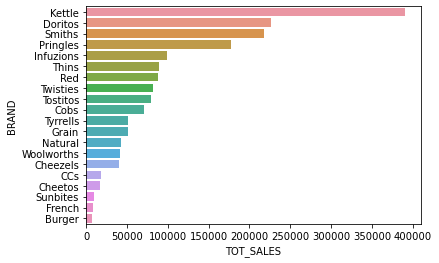 Kettle
Doritos
Smiths
Pringles
Infuzions
Thins
Red
Twisties
Tostitos
Cobs
Tyrrells
Grain
Natural
Woolworths
Cheezels
CCs
Cheetos
Sunbites
French
Burger
BRAND
0 50000 100000 150000 200000 250000 300000 350000 400000
TOT_SALES